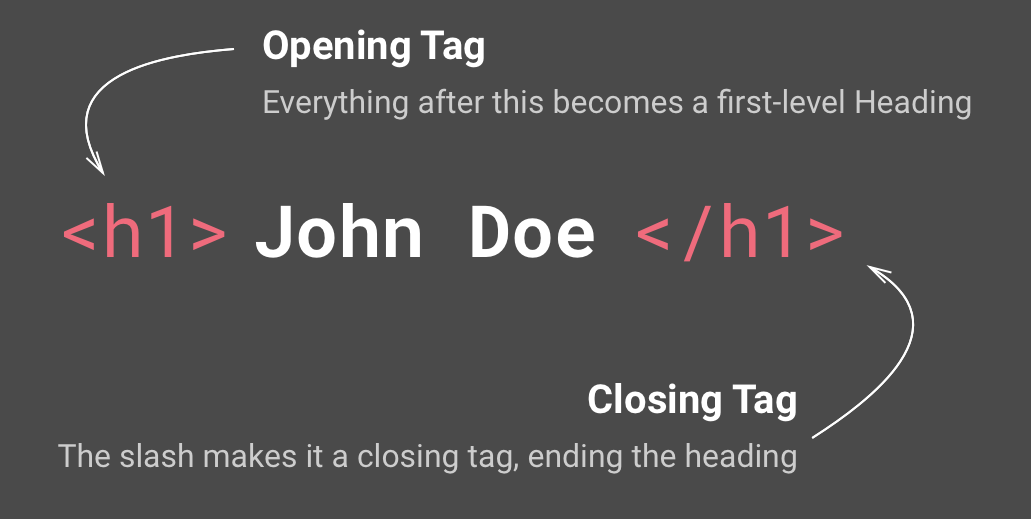 Opening Tag
Everything after this becomes a first-level Heading
<h1> John Doe </h1>
Closing Tag
The slash makes it a closing tag, ending the heading